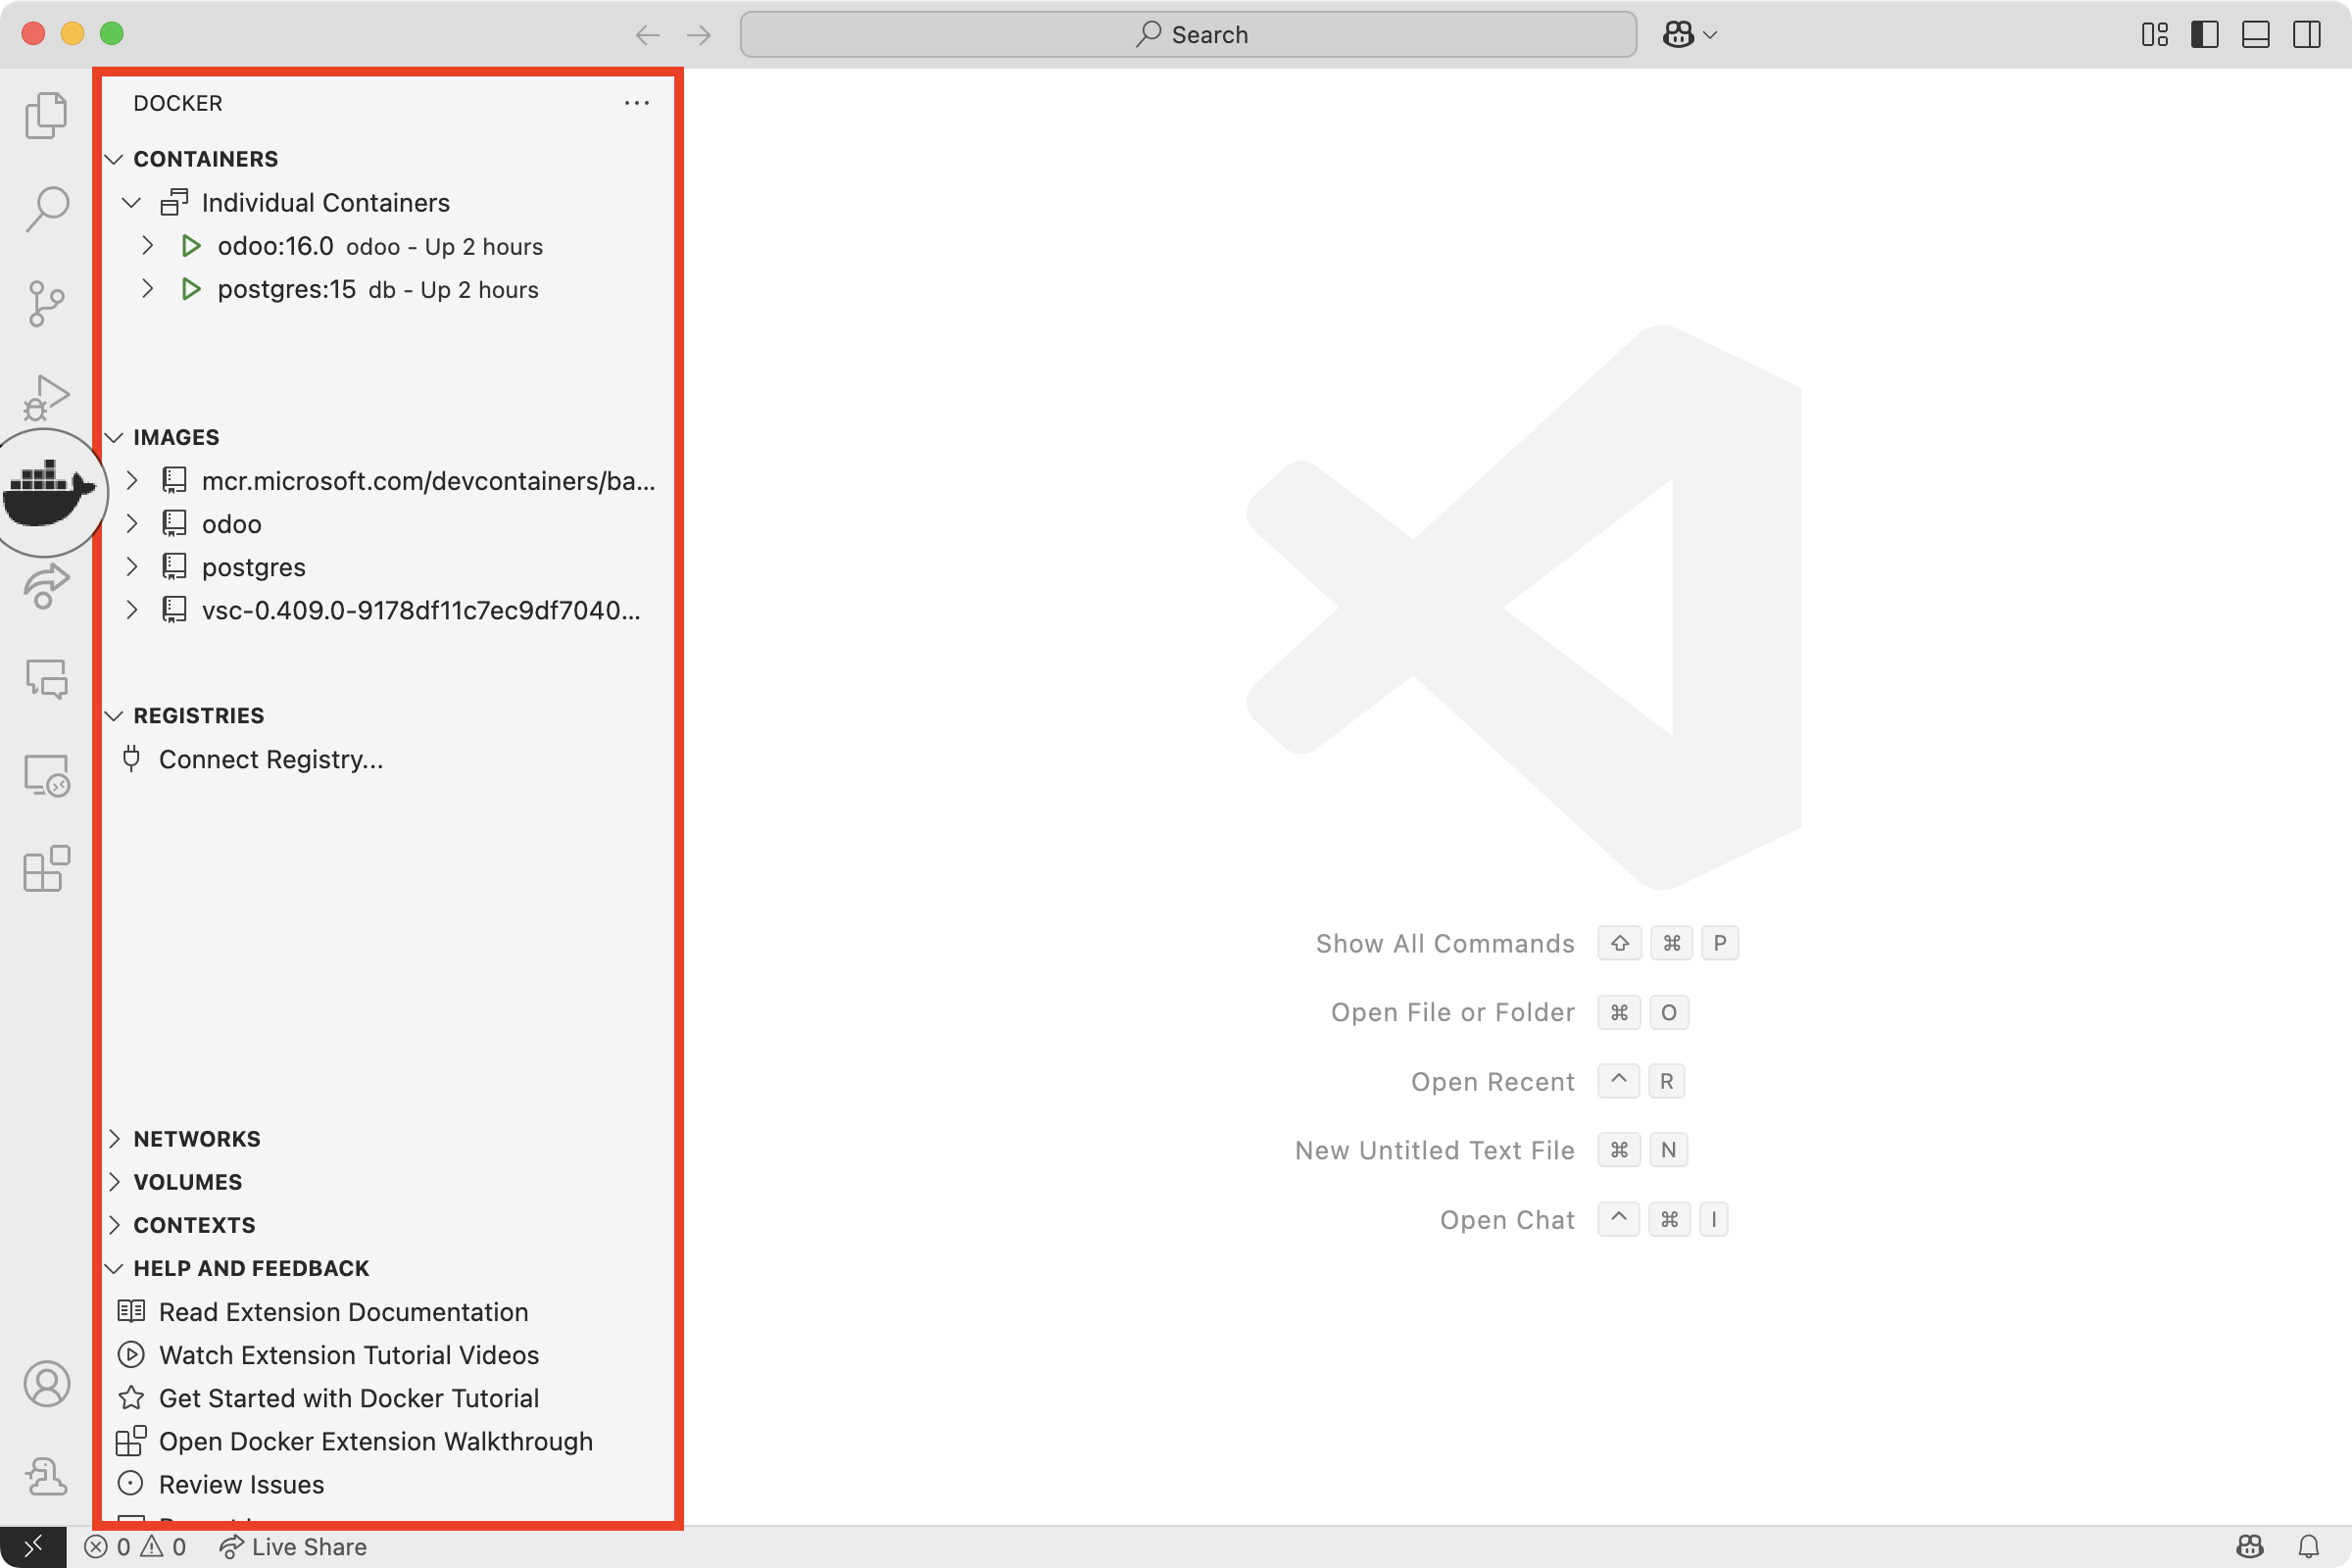 Search
DOCKER
CONTAINERS
Individual Containers
odoo:16.0 odoo - Up 2 hours
postgres:15 db - Up 2 hours
IMAGES
mcr.microsoft.com/devcontainers/ba...
odoo
postgres
vsc-0.409.0-9178df11c7ec9df7040...
REGISTRIES
Connect Registry...
NETWORKS
VOLUMES
CONTEXTS
HELP AND FEEDBACK
Read Extension Documentation
Watch Extension Tutorial Videos
Get Started with Docker Tutorial
Open Docker Extension Walkthrough
Review Issues
Show All Commands ⇧ ⌘ P
Open File or Folder ⌘ O
Open Recent ^ R
New Untitled Text File ⌘ N
Open Chat ^ ⌘ I
0 0 Live Share